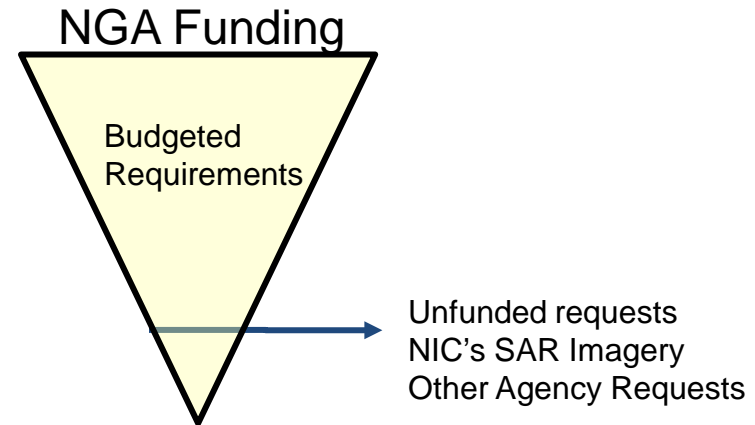 NGA Funding
Budgeted
Requirements
Unfunded requests
NIC’s SAR Imagery
Other Agency Requests